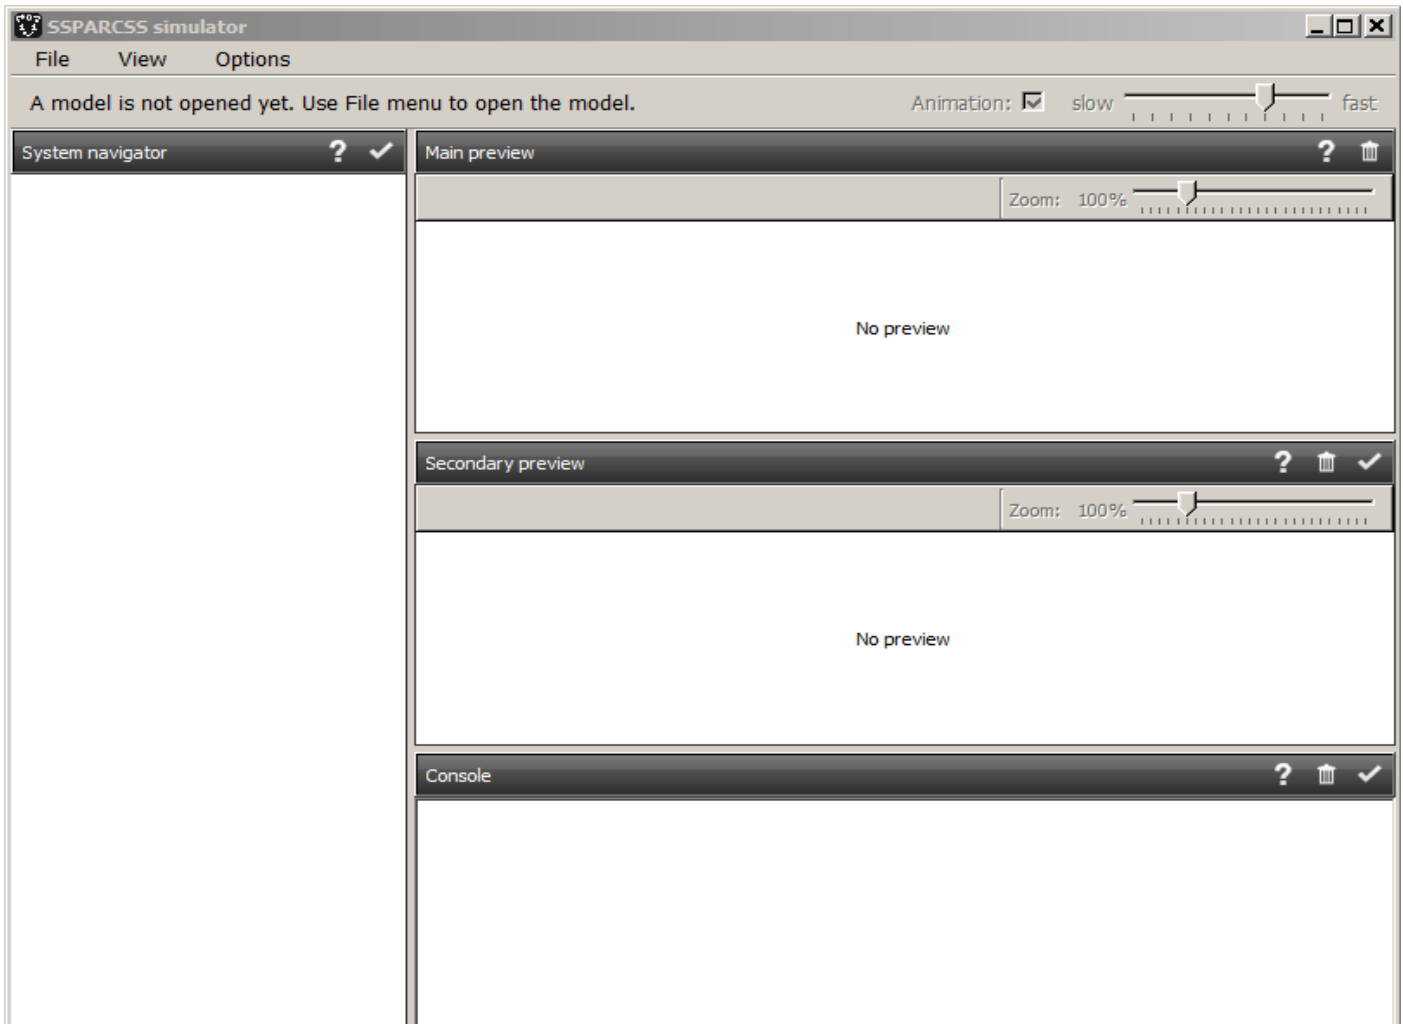 SSPARCSS simulator
File View Options
A model is not opened yet. Use File menu to open the model. Animation: slow fast
System navigator ?
Main preview ?
Zoom: 100%
No preview
Secondary preview ?
Zoom: 100%
No preview
Console ?